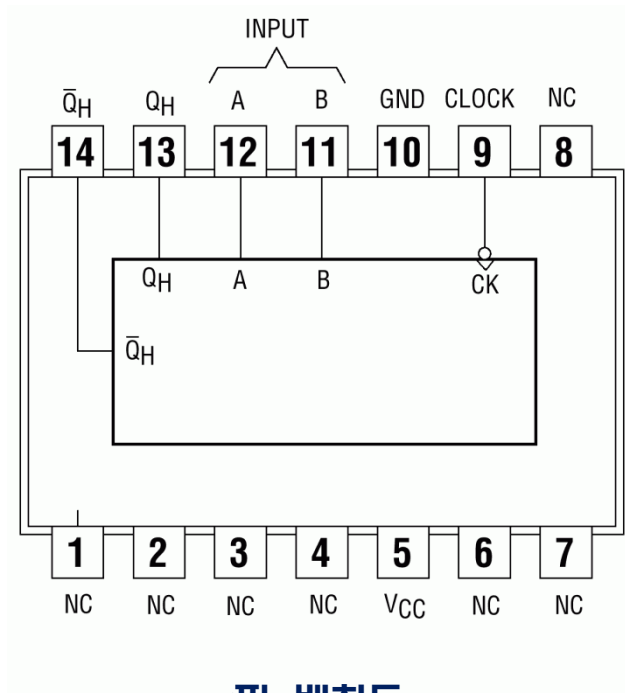 INPUT
Q̅H QH A B GND CLOCK NC
14 13 12 11 10 9 8
QH A B CK
Q̅H
1 2 3 4 5 6 7
NC NC NC NC VCC NC NC